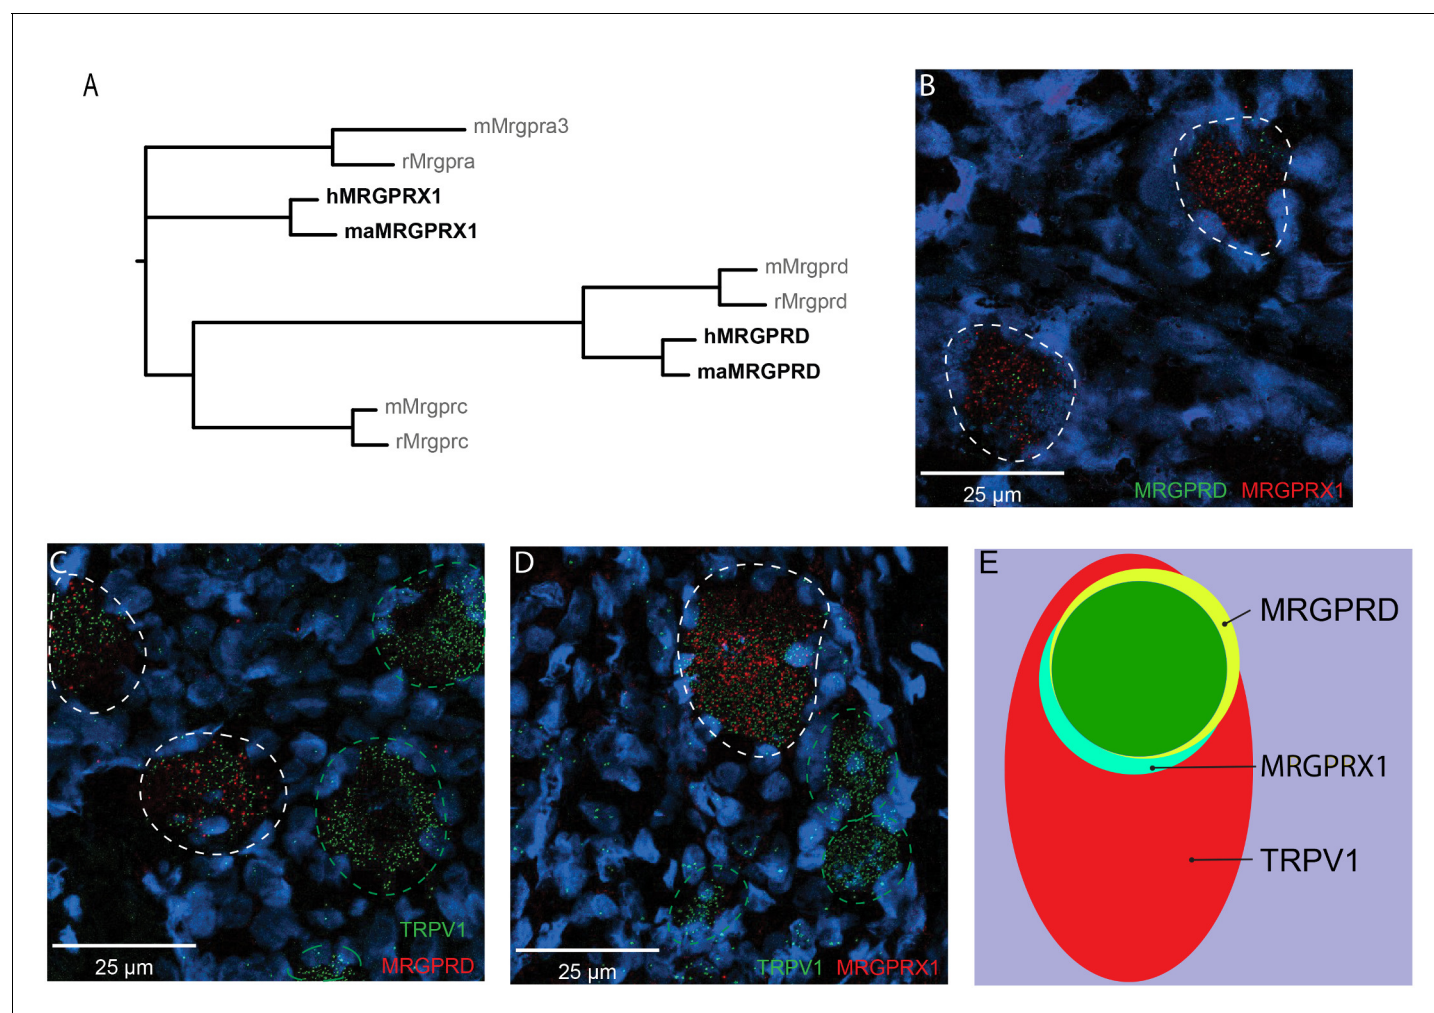 A
mMrgpra3
rMrgpra
hMRGPRX1
maMRGPRX1
mMrgprd
rMrgprd
hMRGPRD
maMRGPRD
mMrgprc
rMrgprc
B
25 µm
MRGPRD MRGPRX1
C
TRPV1
MRGPRD
25 µm
D
25 µm
TRPV1 MRGPRX1
E
MRGPRD
MRGPRX1
TRPV1